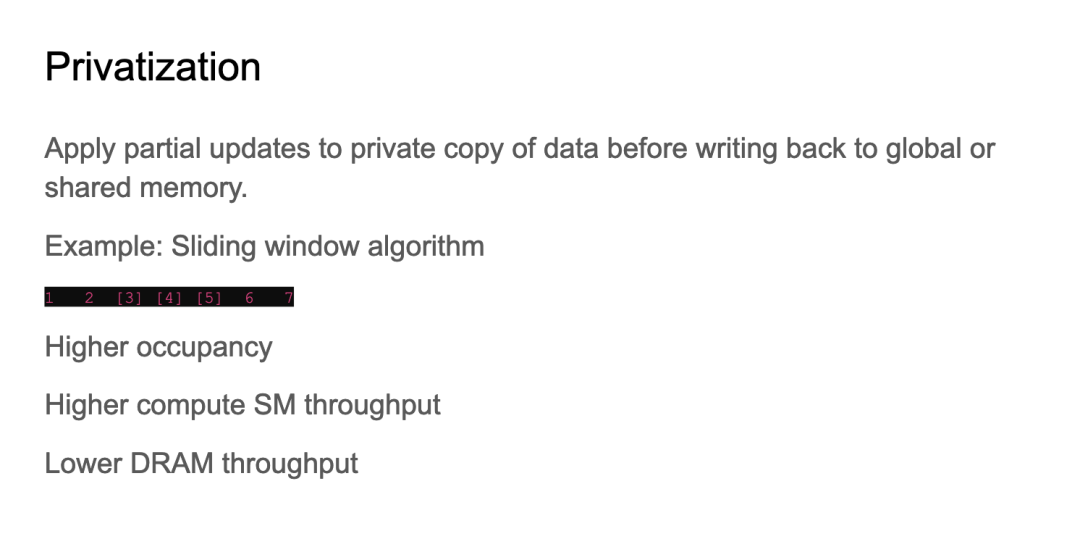 Privatization
Apply partial updates to private copy of data before writing back to global or
shared memory.
Example: Sliding window algorithm
1 2 [3] [4] [5] 6 7
Higher occupancy
Higher compute SM throughput
Lower DRAM throughput